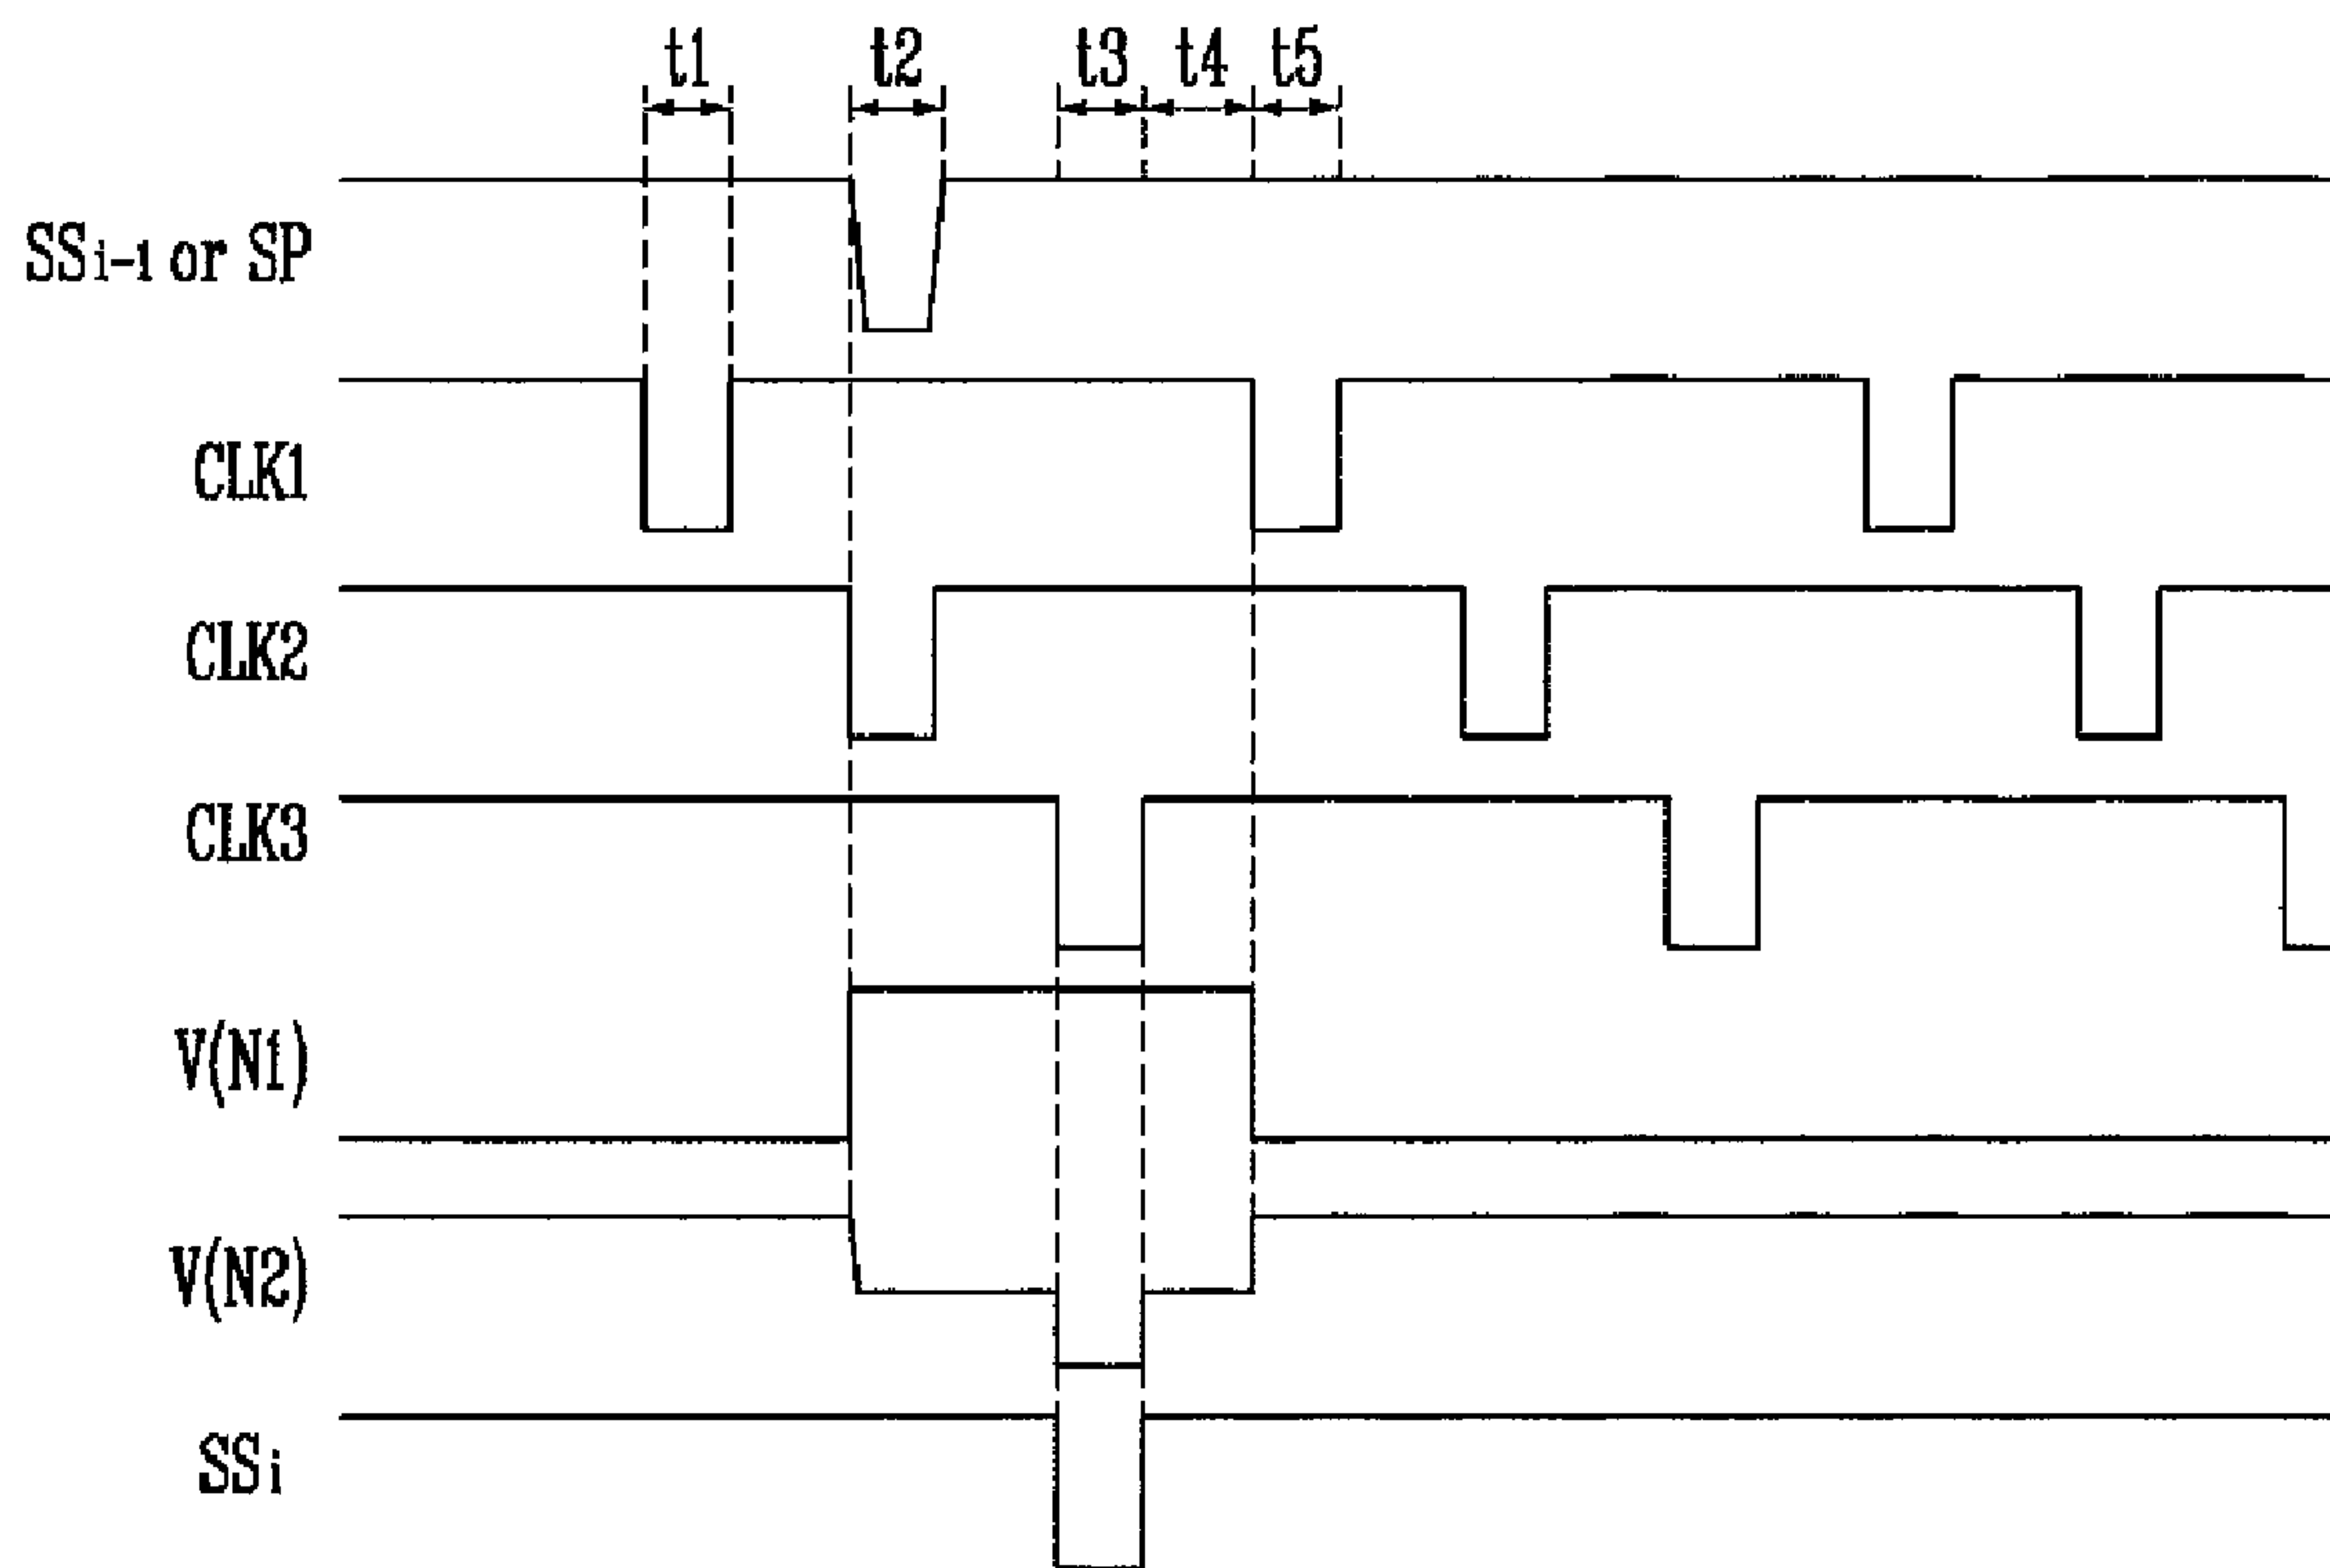 t1 t2 t3 t4 t5
SSi-1 or SP
CLK1
CLK2
CLK3
V(N1)
V(N2)
SSi